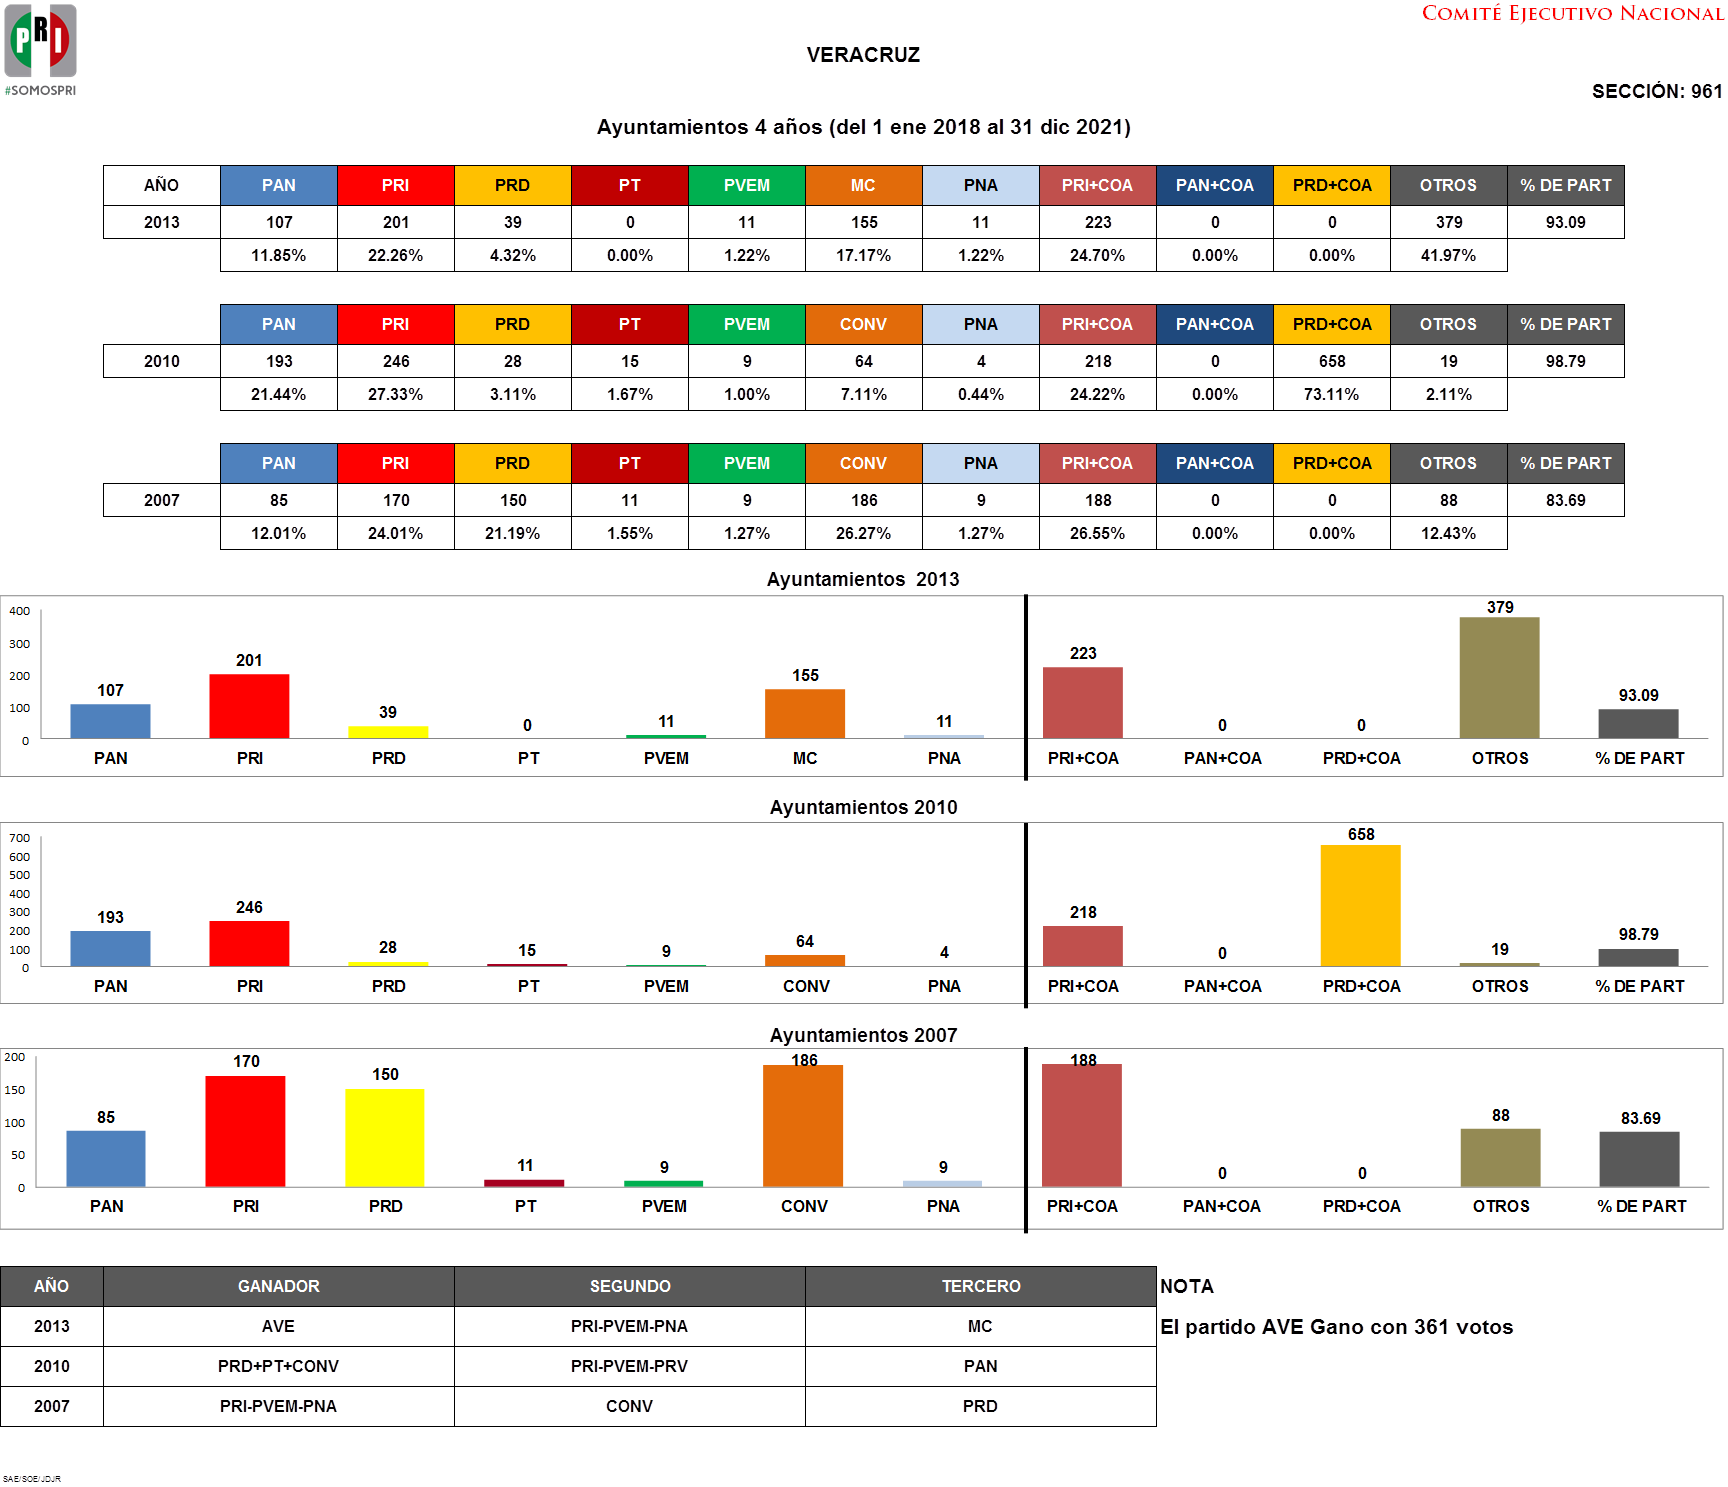 PRI
#SOMOSPRI
COMITÉ EJECUTIVO NACIONAL
VERACRUZ
SECCIÓN: 961
Ayuntamientos 4 años (del 1 ene 2018 al 31 dic 2021)
AÑO PAN PRI PRD PT PVEM MC PNA PRI+COA PAN+COA PRD+COA OTROS % DE PART
2013 107 201 39 0 11 155 11 223 0 0 379 93.09
11.85% 22.26% 4.32% 0.00% 1.22% 17.17% 1.22% 24.70% 0.00% 0.00% 41.97%
PAN PRI PRD PT PVEM CONV PNA PRI+COA PAN+COA PRD+COA OTROS % DE PART
2010 193 246 28 15 9 64 4 218 0 658 19 98.79
21.44% 27.33% 3.11% 1.67% 1.00% 7.11% 0.44% 24.22% 0.00% 73.11% 2.11%
PAN PRI PRD PT PVEM CONV PNA PRI+COA PAN+COA PRD+COA OTROS % DE PART
2007 85 170 150 11 9 186 9 188 0 0 88 83.69
12.01% 24.01% 21.19% 1.55% 1.27% 26.27% 1.27% 26.55% 0.00% 0.00% 12.43%
Ayuntamientos 2013
400
300
200
100
0
107 201 39 0 11 155 11 223 0 0 379 93.09
PAN PRI PRD PT PVEM MC PNA PRI+COA PAN+COA PRD+COA OTROS % DE PART
Ayuntamientos 2010
700
600
500
400
300
200
100
0
193 246 28 15 9 64 4 218 0 658 19 98.79
PAN PRI PRD PT PVEM CONV PNA PRI+COA PAN+COA PRD+COA OTROS % DE PART
Ayuntamientos 2007
200
150
100
50
0
85 170 150 11 9 186 9 188 0 0 88 83.69
PAN PRI PRD PT PVEM CONV PNA PRI+COA PAN+COA PRD+COA OTROS % DE PART
AÑO GANADOR SEGUNDO TERCERO NOTA
2013 AVE PRI-PVEM-PNA MC El partido AVE Gano con 361 votos
2010 PRD+PT+CONV PRI-PVEM-PRV PAN
2007 PRI-PVEM-PNA CONV PRD
SAE/SOE/JDJR